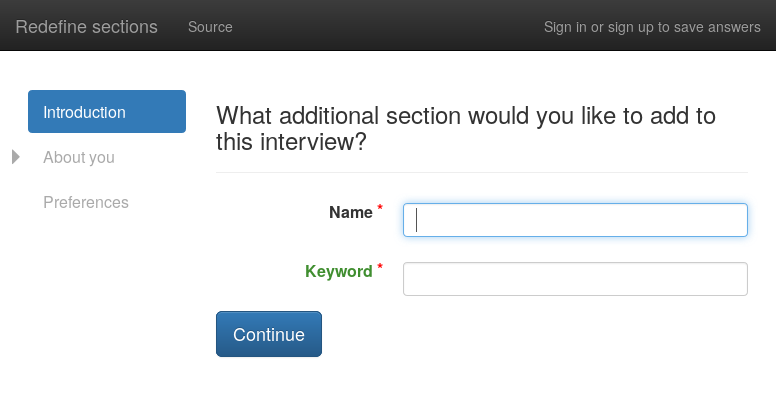 Redefine sections Source Sign in or sign up to save answers
Introduction
About you
Preferences
What additional section would you like to add to
this interview?
Name *
Keyword *
Continue